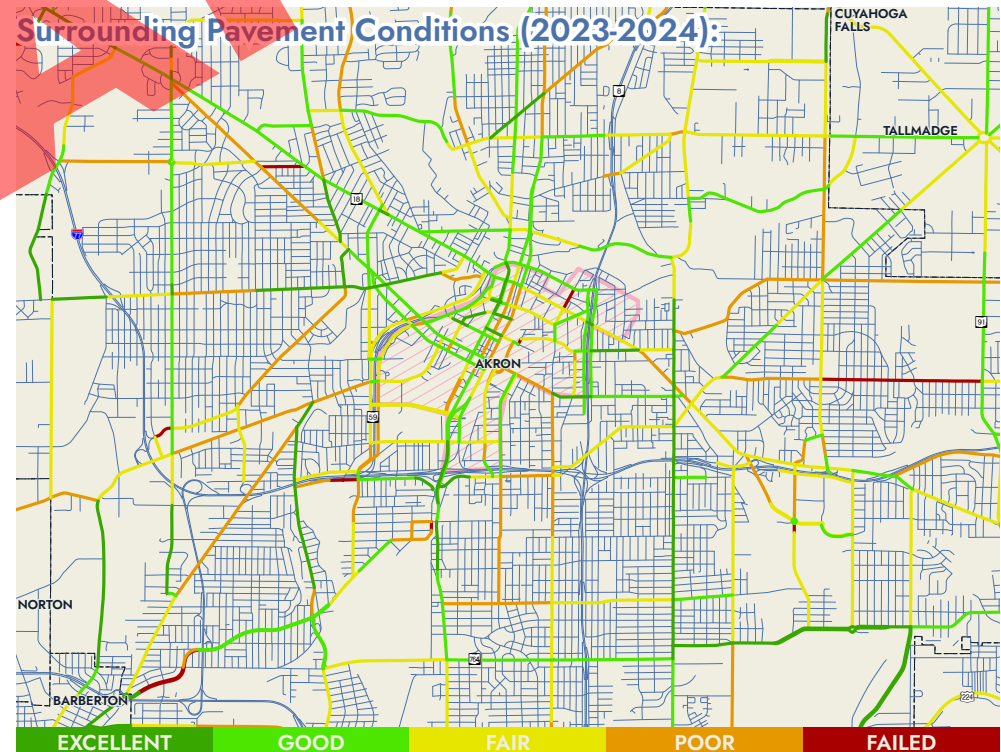 Surrounding Pavement Conditions (2023-2024):
CUYAHOGA
FALLS
8
TALLMADGE
18
77
91
AKRON
59
NORTON
764
224
BARBERTON
EXCELLENT GOOD FAIR POOR FAILED